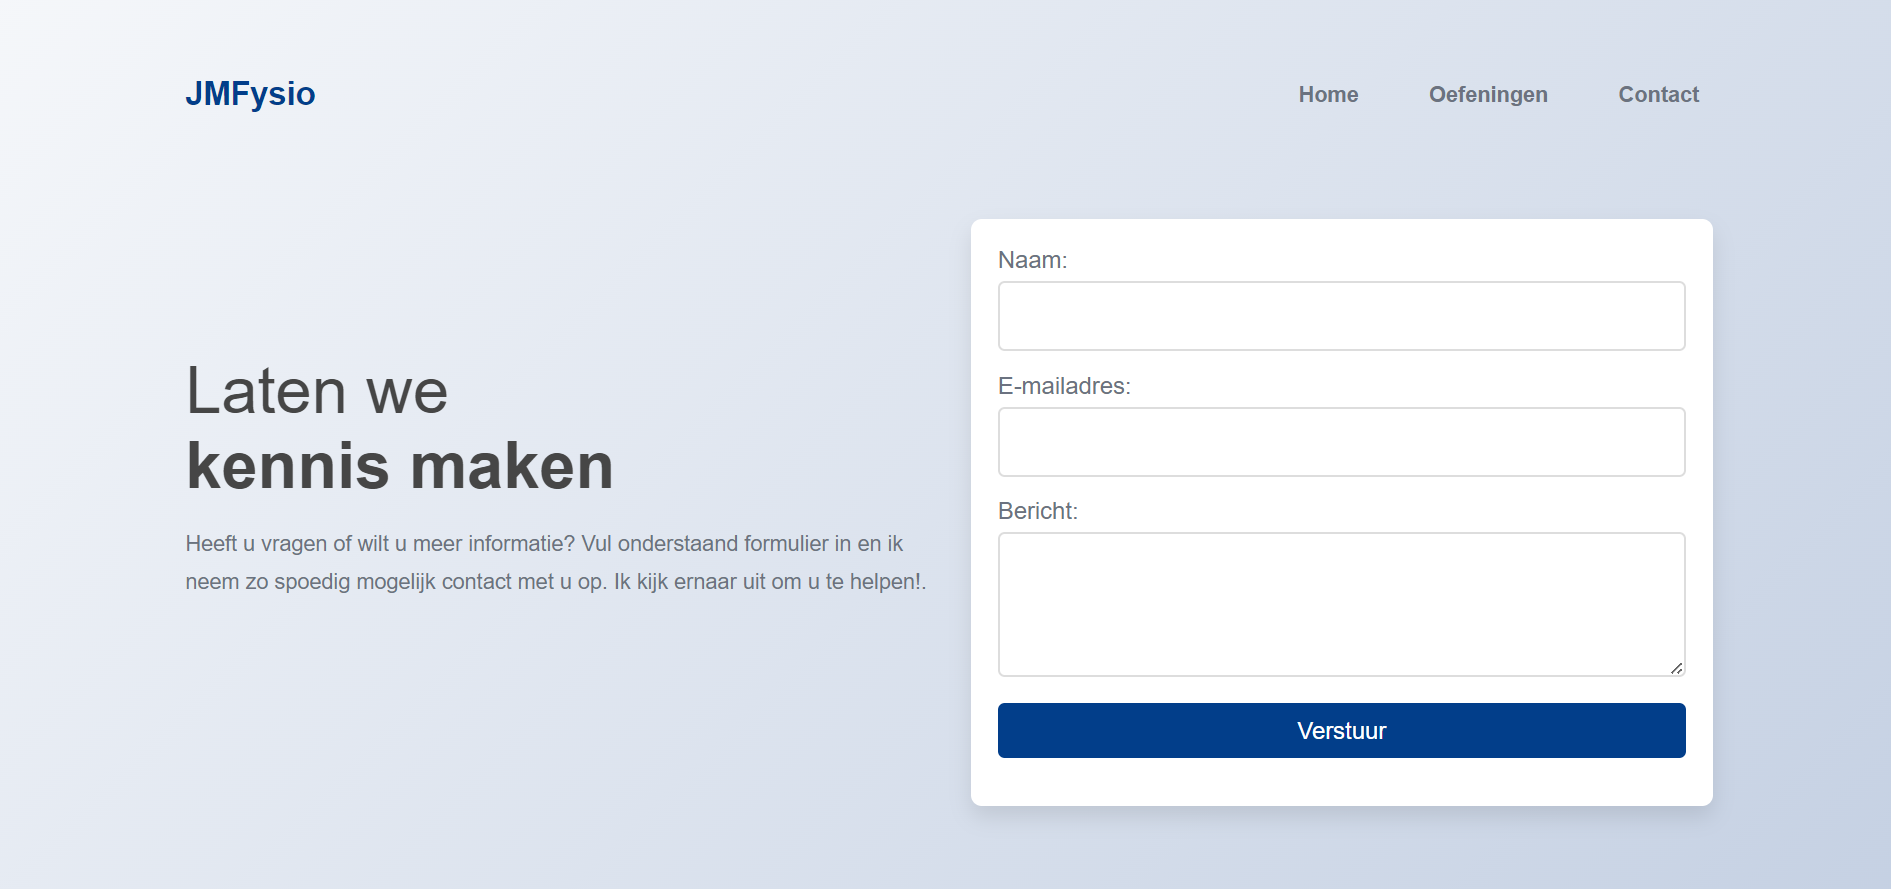 JMFysio
Home Oefeningen Contact
Laten we
kennis maken
Heeft u vragen of wilt u meer informatie? Vul onderstaand formulier in en ik
neem zo spoedig mogelijk contact met u op. Ik kijk ernaar uit om u te helpen!.
Naam:
E-mailadres:
Bericht:
Verstuur